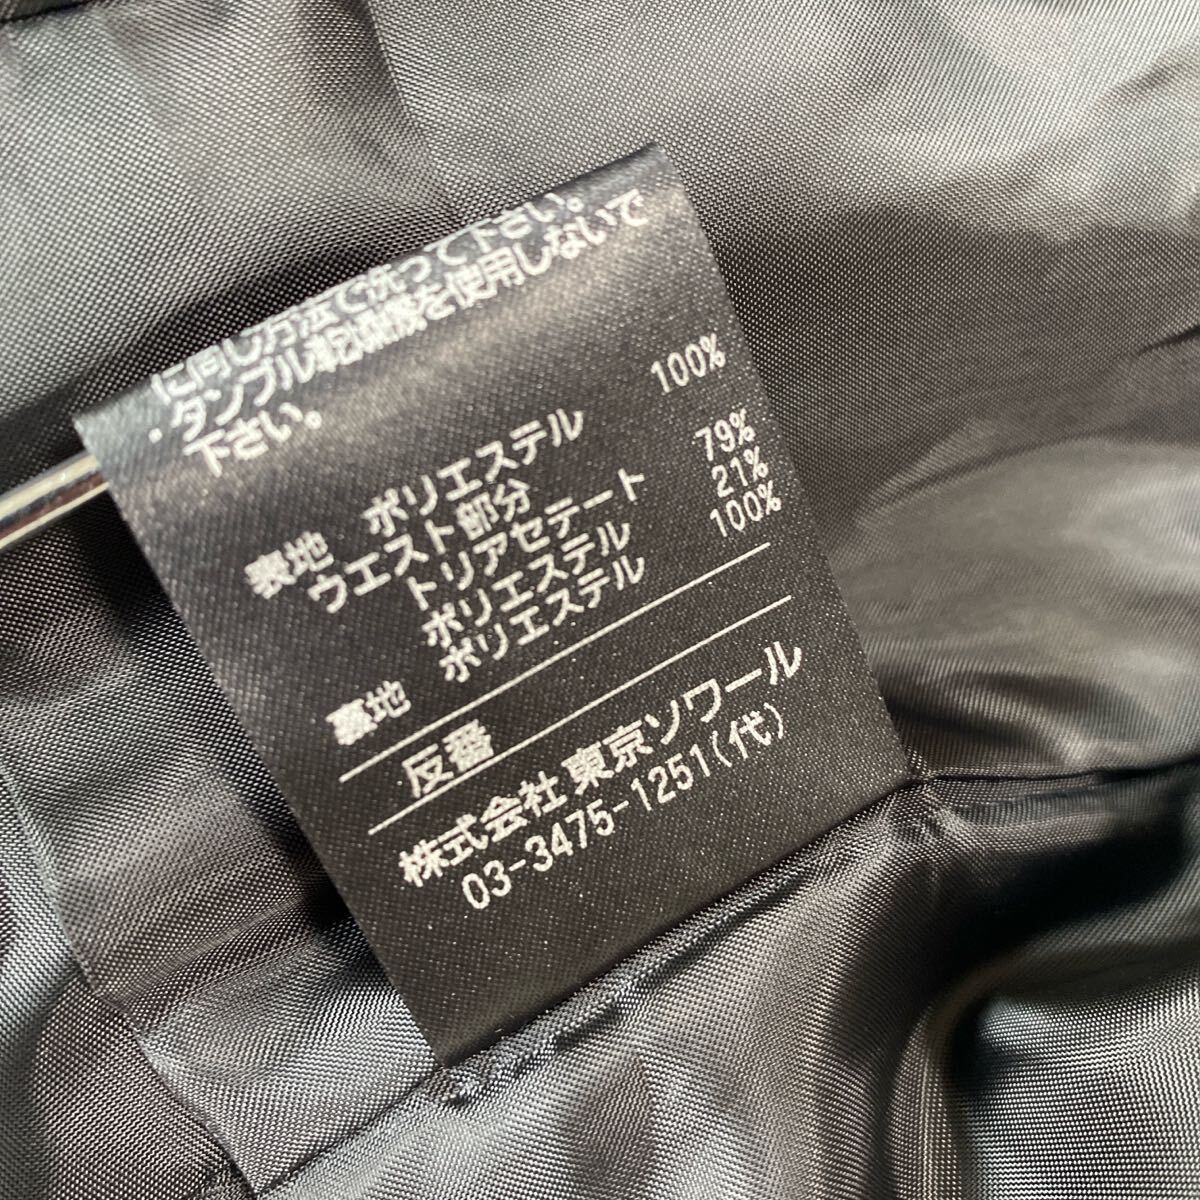 に同じ方法で洗って下さい。
・タンブル乾燥機を使用しないで
下さい。
表地 ポリエステル 100%
ウエスト部分
トリアセテート 79%
ポリエステル 21%
裏地 ポリエステル 100%
反番
株式会社 東京ソワール
03-3475-1251(代)